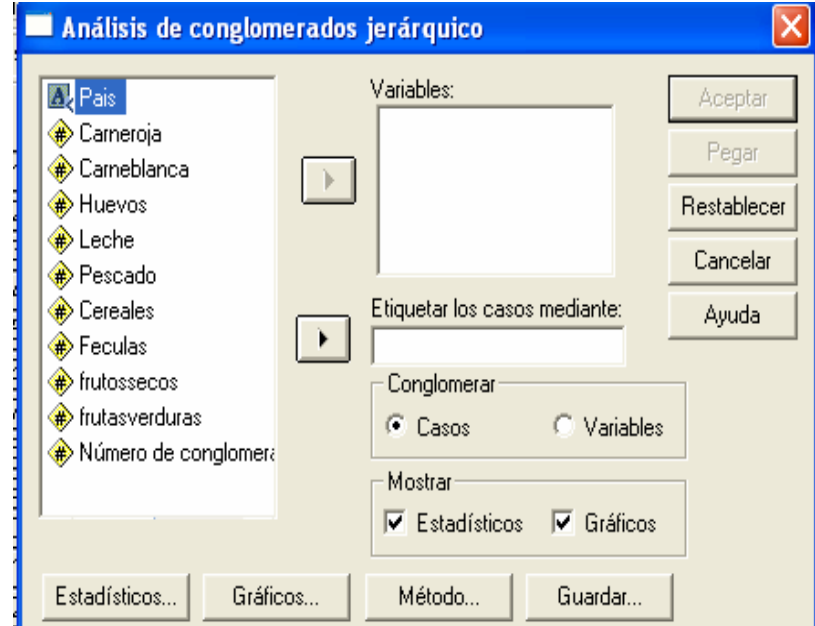 Análisis de conglomerados jerárquico
Pais
Carneroja
Carneblanca
Huevos
Leche
Pescado
Cereales
Feculas
frutossecos
frutasverduras
Número de conglomera
Variables:
Etiquetar los casos mediante:
Conglomerar
Casos
Variables
Mostrar
Estadísticos
Gráficos
Aceptar
Pegar
Restablecer
Cancelar
Ayuda
Estadísticos...
Gráficos...
Método...
Guardar...